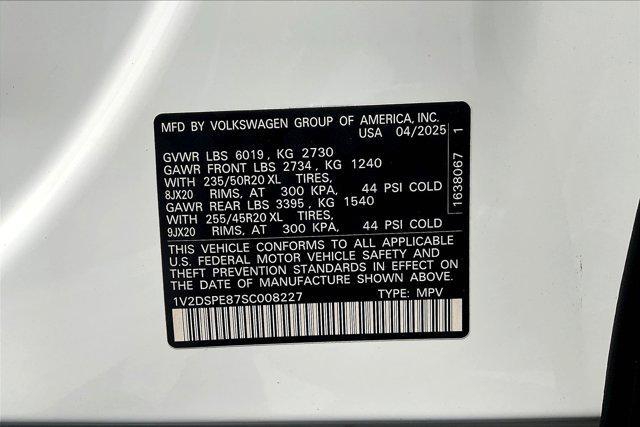 MFD BY VOLKSWAGEN GROUP OF AMERICA, INC.
USA 04/2025
GVWR LBS 6019, KG 2730
GAWR FRONT LBS 2734, KG 1240
WITH 235/50R20 XL TIRES,
8JX20 RIMS, AT 300 KPA, 44 PSI COLD
GAWR REAR LBS 3395, KG 1540
WITH 255/45R20 XL TIRES,
9JX20 RIMS, AT 300 KPA, 44 PSI COLD
THIS VEHICLE CONFORMS TO ALL APPLICABLE
U.S. FEDERAL MOTOR VEHICLE SAFETY AND
THEFT PREVENTION STANDARDS IN EFFECT ON
THE DATE OF MANUFACTURE SHOWN ABOVE.
1V2DSPE87SC008227 TYPE: MPV
1638067 1